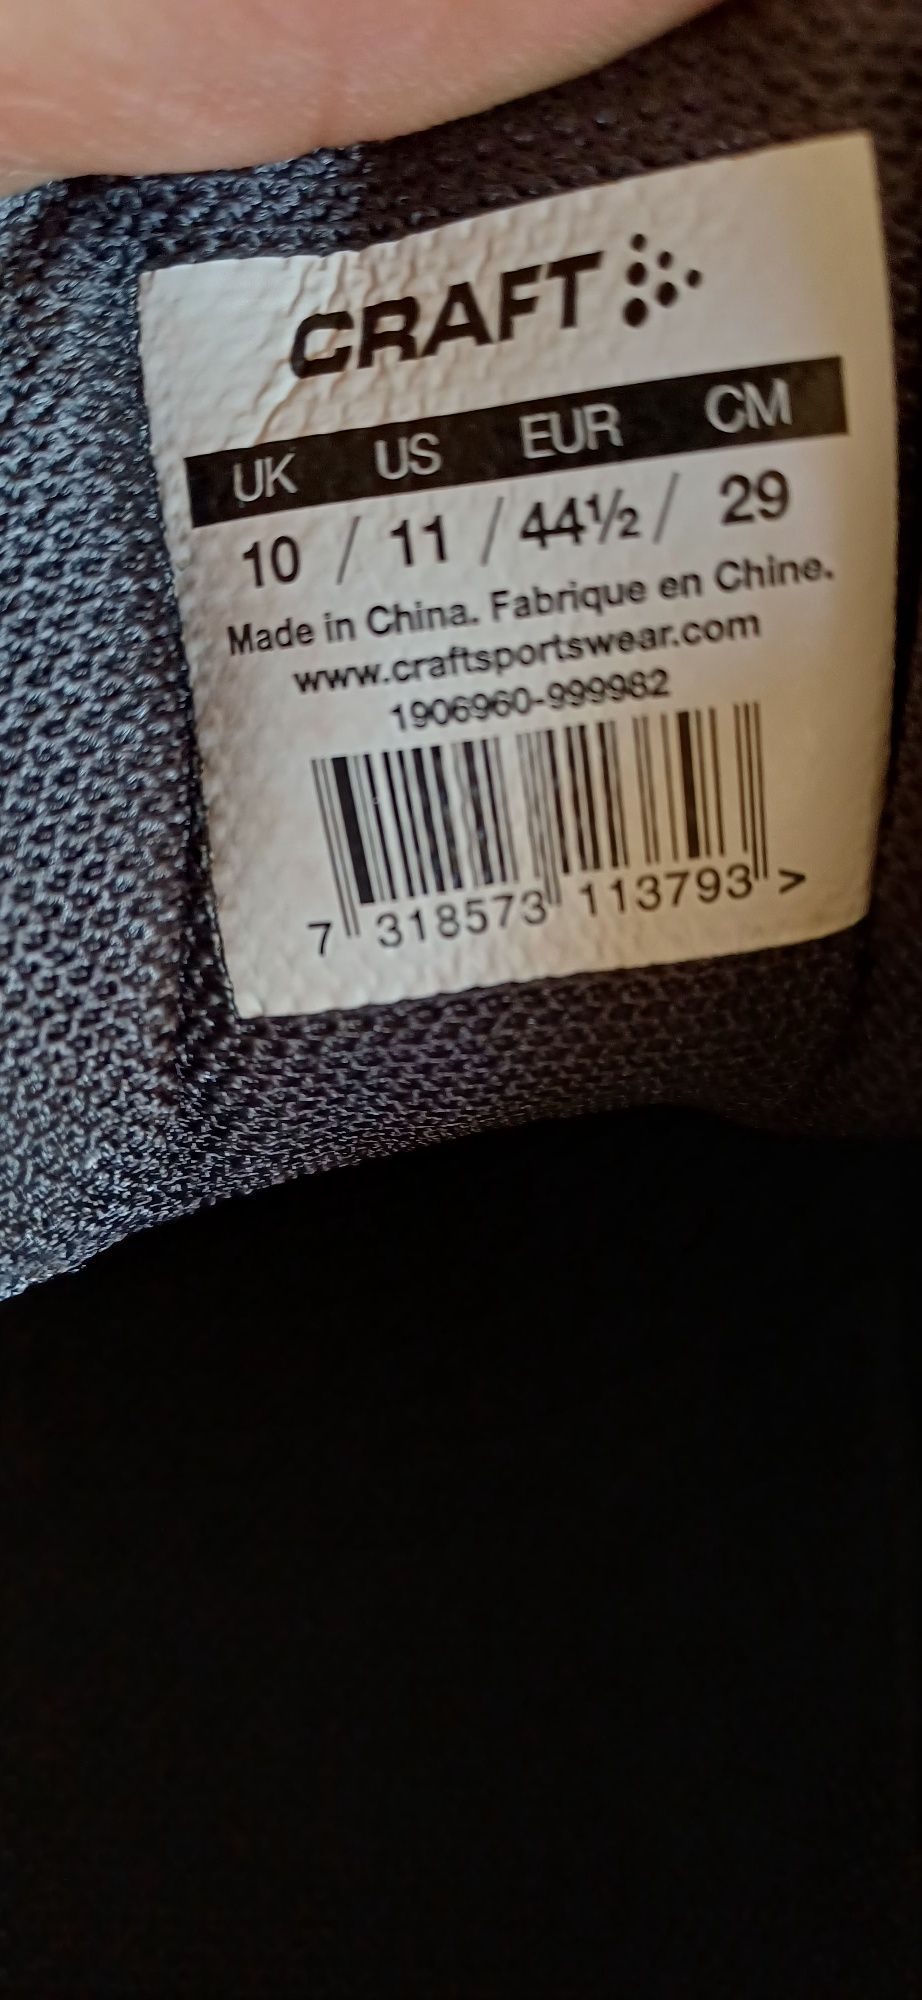 CRAFT
UK US EUR CM
10 / 11 / 44½ / 29
Made in China. Fabrique en Chine.
www.craftsportswear.com
1906960-999982
7 318573 113793 >